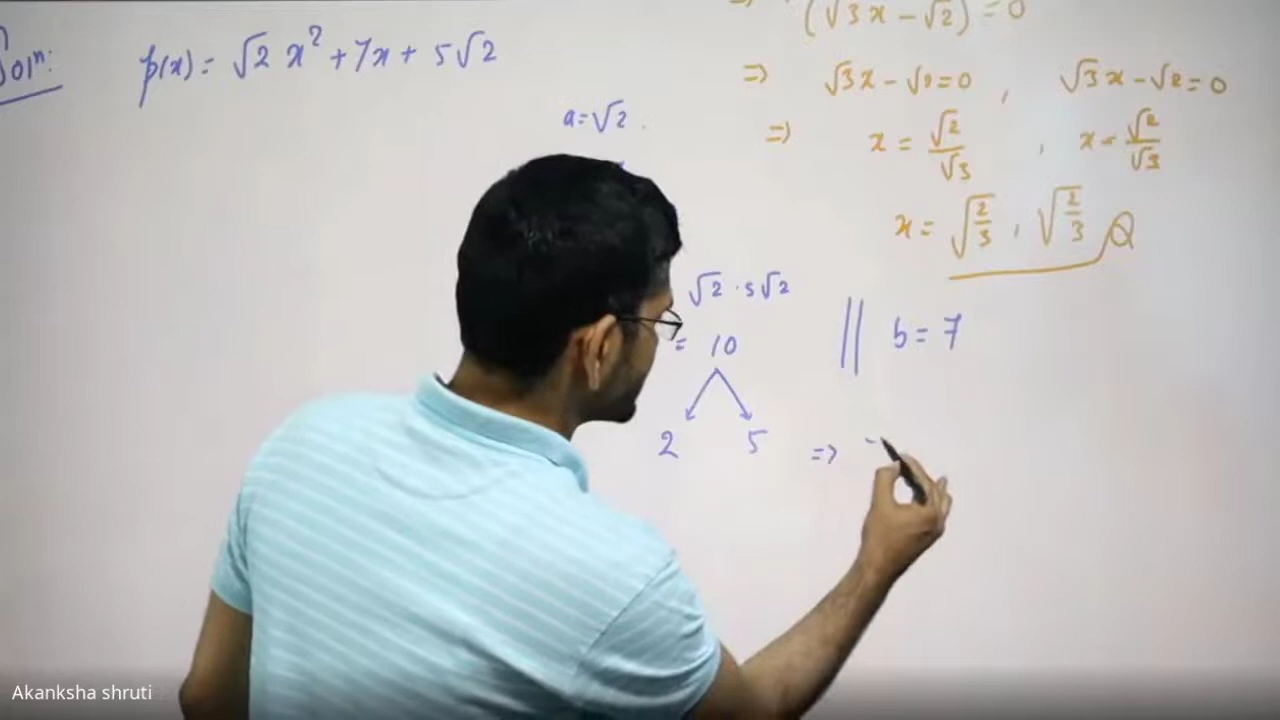 Solⁿ: p(x) = √2 x² + 7x + 5√2
a = √2 .
√2 · 5√2
= 10
2 5 =>
|| b = 7
=> (√3x - √2) = 0
=> √3x - √2 = 0 , √3x - √2 = 0
=> x = √2/√3 , x = √2/√3
x = √2/3 , √2/3
Akanksha shruti